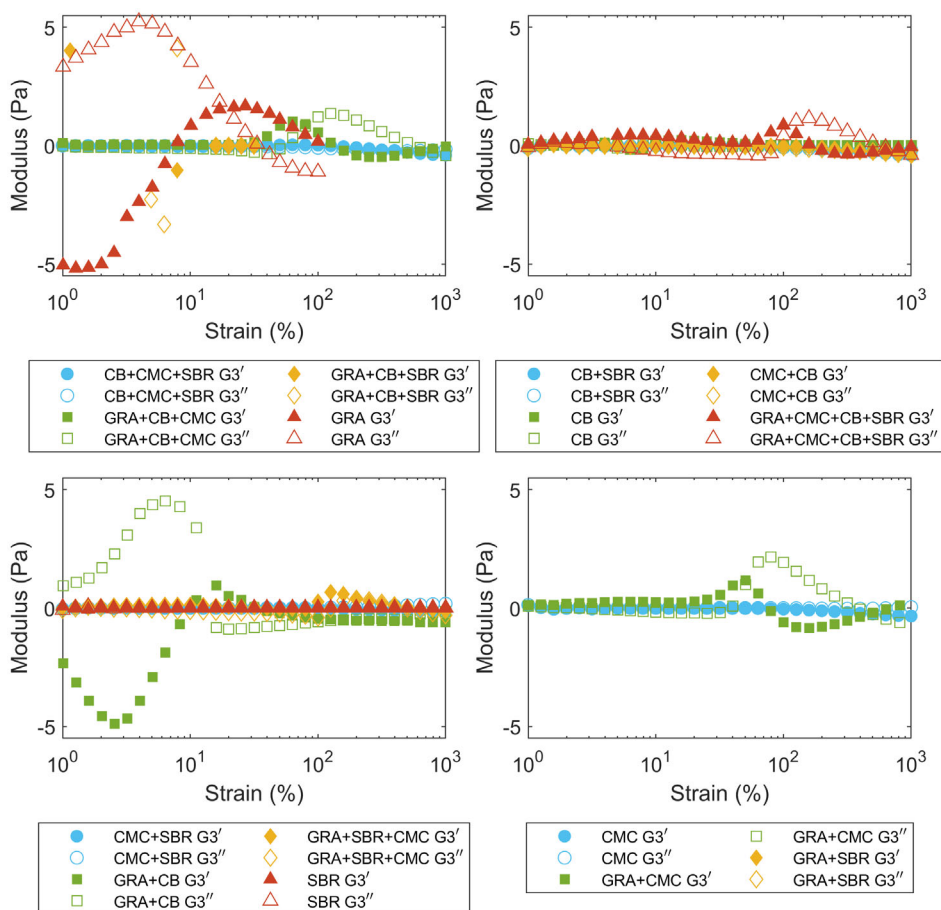 5
0
-5
Modulus (Pa)
10^0 10^1 10^2 10^3
Strain (%)
CB+CMC+SBR G3′ GRA+CB+SBR G3′
CB+CMC+SBR G3′′ GRA+CB+SBR G3′′
GRA+CB+CMC G3′ GRA G3′
GRA+CB+CMC G3′′ GRA G3′′
5
0
-5
Modulus (Pa)
10^0 10^1 10^2 10^3
Strain (%)
CB+SBR G3′ CMC+CB G3′
CB+SBR G3′′ CMC+CB G3′′
CB G3′ GRA+CMC+CB+SBR G3′
CB G3′′ GRA+CMC+CB+SBR G3′′
5
0
-5
Modulus (Pa)
10^0 10^1 10^2 10^3
Strain (%)
CMC+SBR G3′ GRA+SBR+CMC G3′
CMC+SBR G3′′ GRA+SBR+CMC G3′′
GRA+CB G3′ SBR G3′
GRA+CB G3′′ SBR G3′′
5
0
-5
Modulus (Pa)
10^0 10^1 10^2 10^3
Strain (%)
CMC G3′ GRA+CMC G3′′
CMC G3′′ GRA+SBR G3′
GRA+CMC G3′ GRA+SBR G3′′